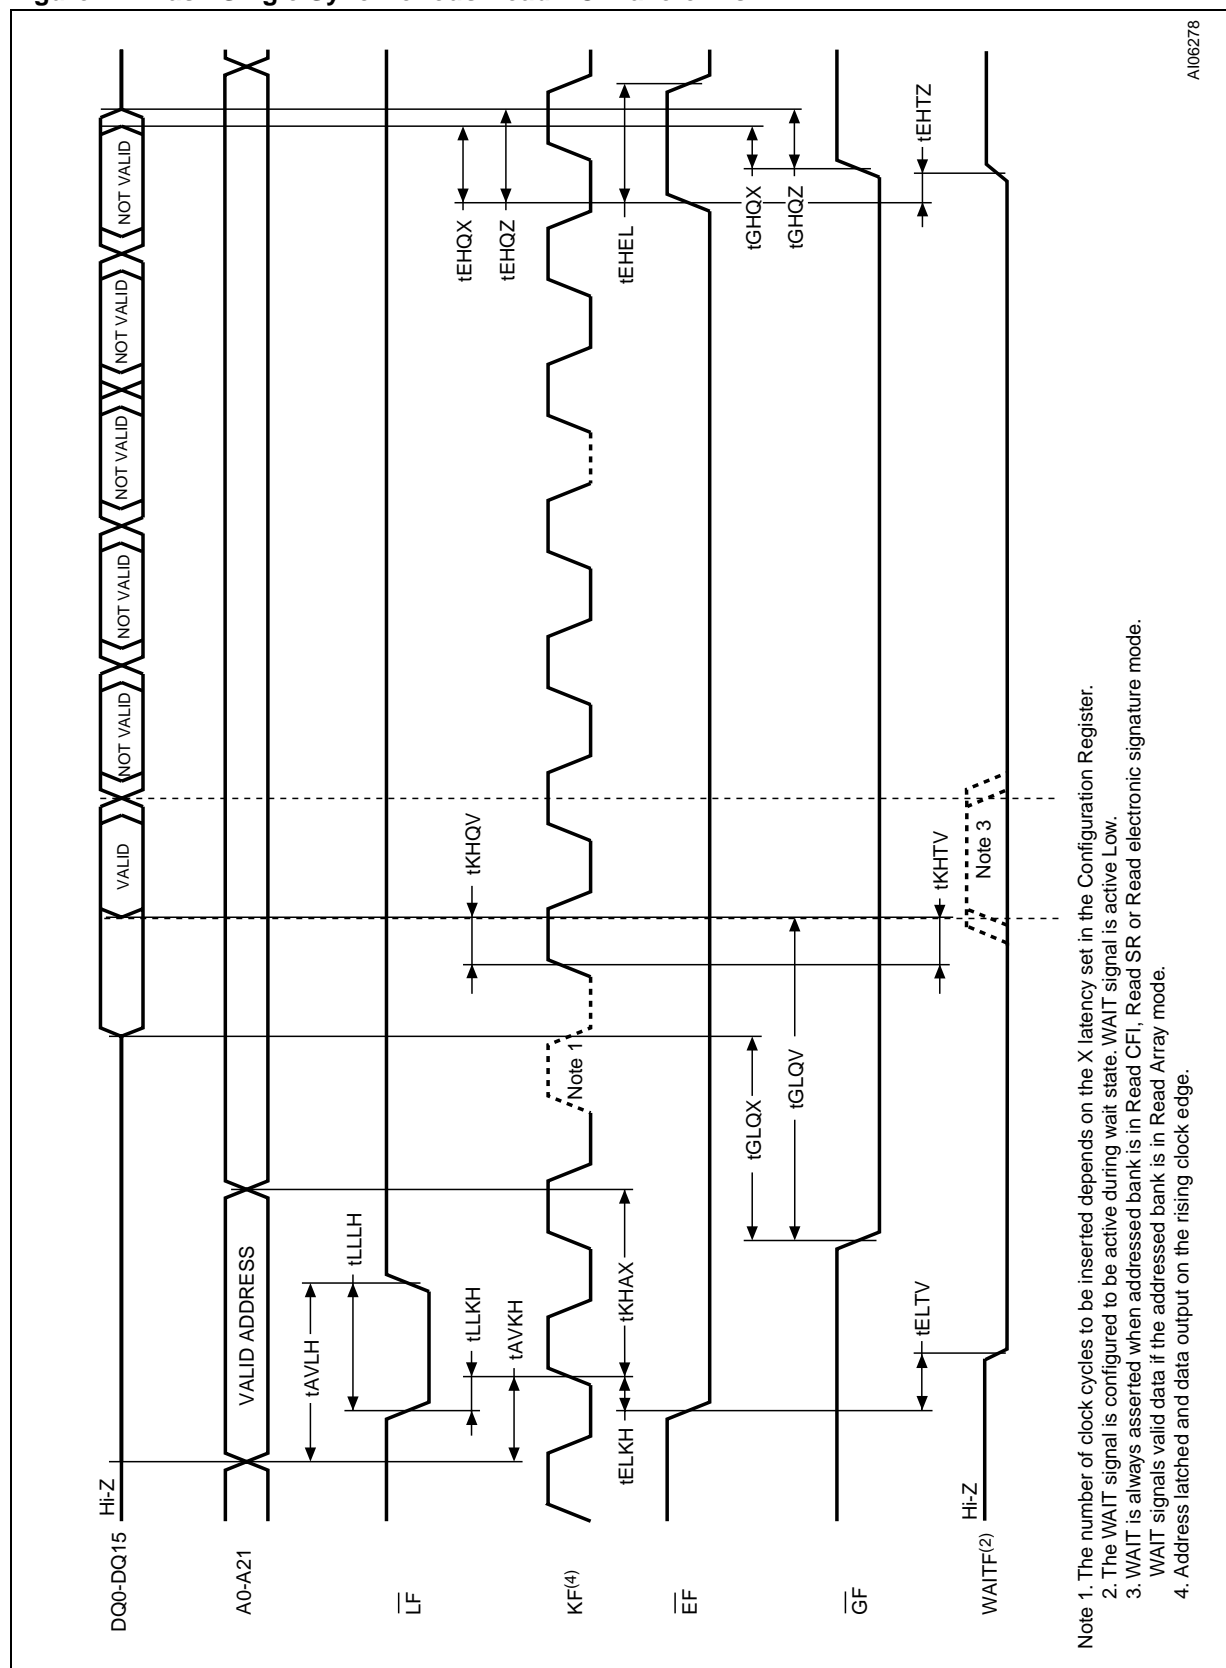 AI06278
DQ0-DQ15
Hi-Z
VALID
NOT VALID
NOT VALID
NOT VALID
NOT VALID
NOT VALID
A0-A21
VALID ADDRESS
tAVLH
tLLLH
LF
tLLKH
tAVKH
tKHQV
tEHQX
tEHQZ
KF(4)
Note 1
tELKH
tKHAX
tEHEL
EF
tGLQX
tGLQV
tGHQX
tGHQZ
GF
tELTV
tKHTV
tEHTZ
WAITF(2)
Hi-Z
Note 3
Note 1. The number of clock cycles to be inserted depends on the X latency set in the Configuration Register.
2. The WAIT signal is configured to be active during wait state. WAIT signal is active Low.
3. WAIT is always asserted when addressed bank is in Read CFI, Read SR or Read electronic signature mode.
WAIT signals valid data if the addressed bank is in Read Array mode.
4. Address latched and data output on the rising clock edge.